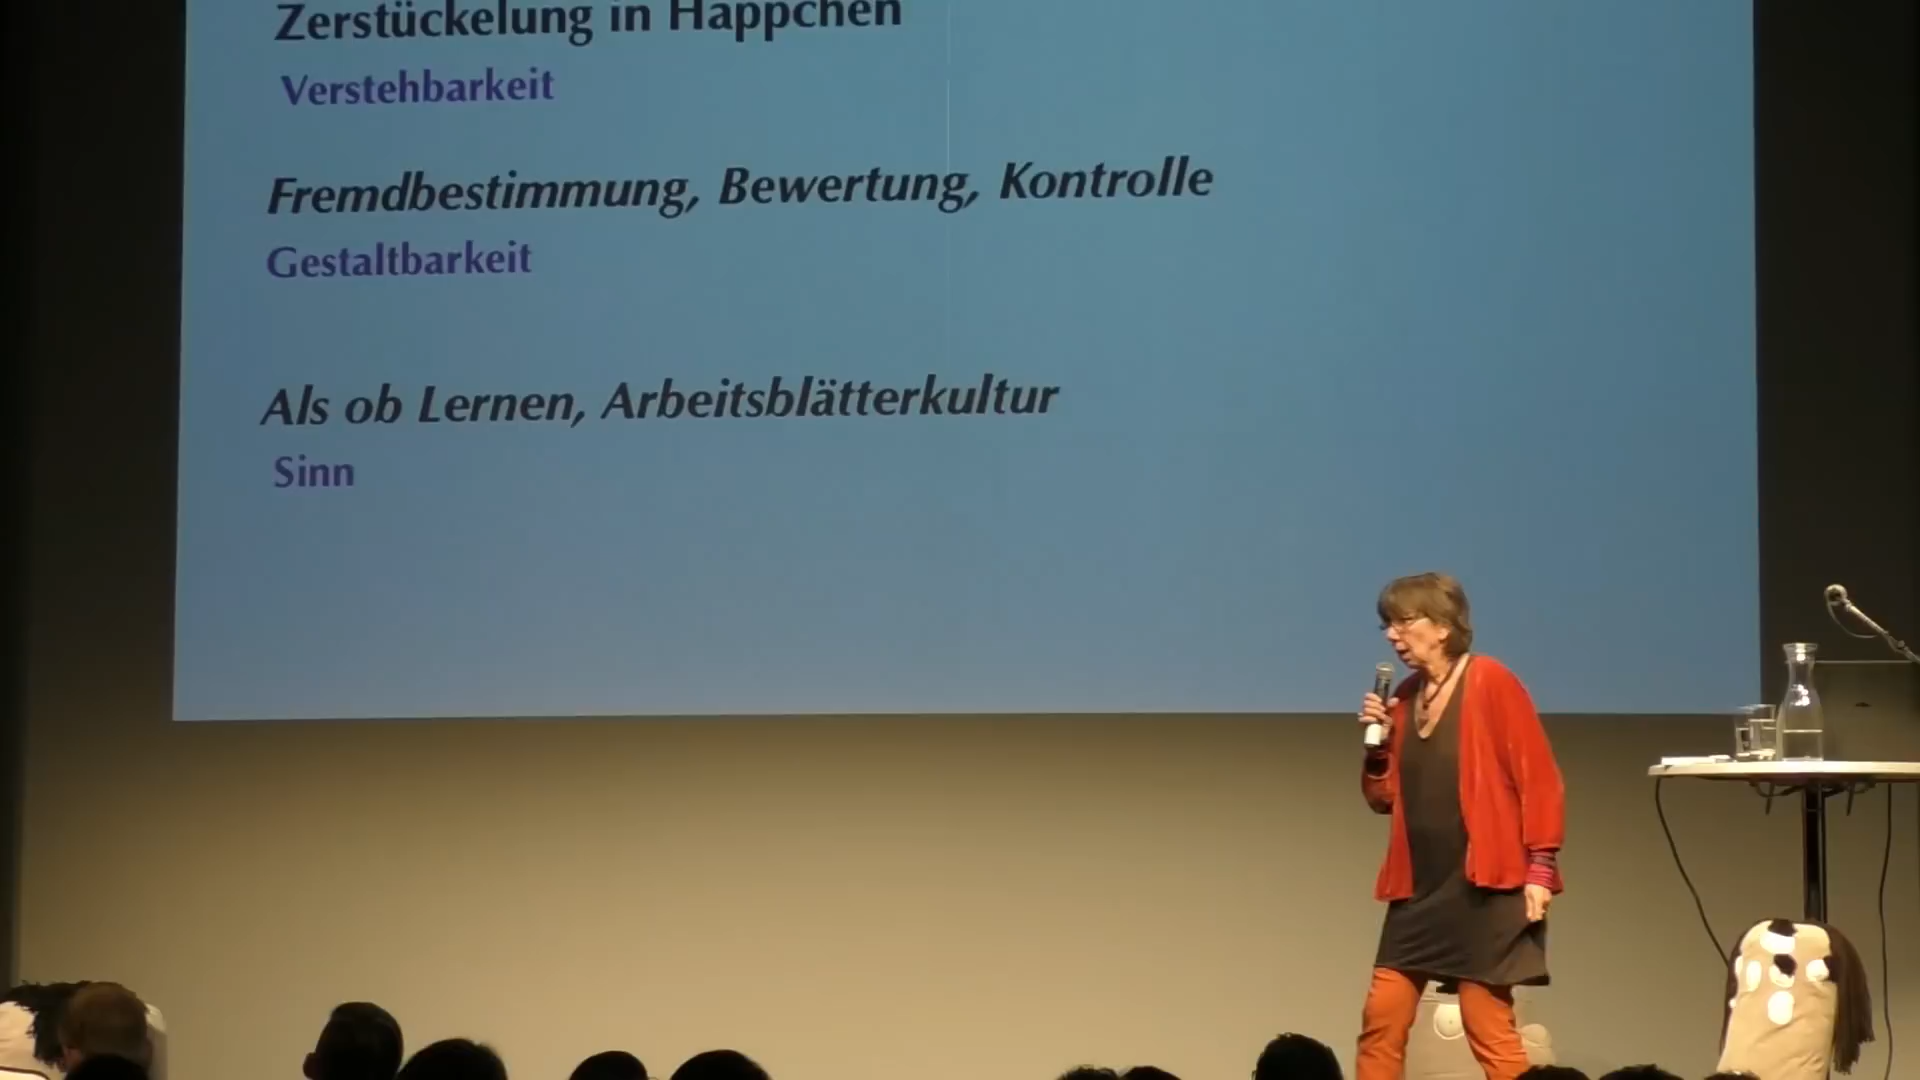 Zerstückelung in Häppchen
Verstehbarkeit
Fremdbestimmung, Bewertung, Kontrolle
Gestaltbarkeit
Als ob Lernen, Arbeitsblätterkultur
Sinn